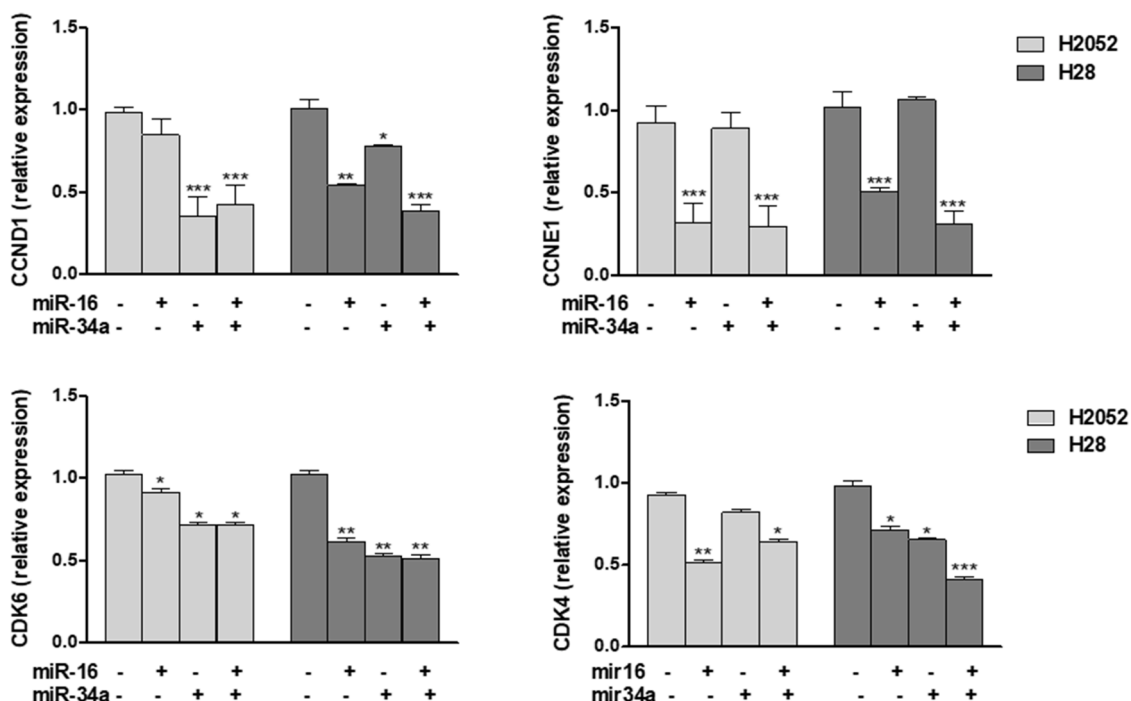 CCND1 (relative expression)
1.5
1.0
0.5
0.0
*** *** ** * ***
miR-16 - + - + - + - +
miR-34a - - + + - - + +
CCNE1 (relative expression)
1.5
1.0
0.5
0.0
*** *** *** ***
miR-16 - + - + - + - +
miR-34a - - + + - - + +
H2052
H28
CDK6 (relative expression)
1.5
1.0
0.5
0.0
* * * ** ** **
miR-16 - + - + - + - +
miR-34a - - + + - - + +
CDK4 (relative expression)
1.5
1.0
0.5
0.0
** * * * ***
mir16 - + - + - + - +
mir34a - - + + - - + +
H2052
H28